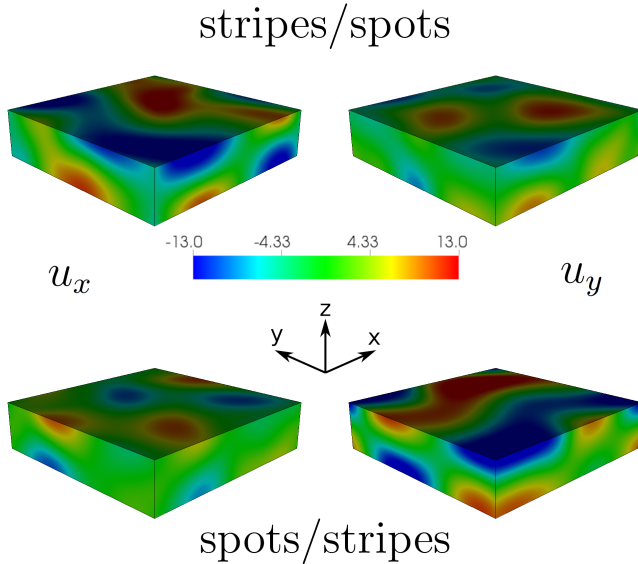 stripes/spots
-13.0 -4.33 4.33 13.0
u_x u_y
z
y x
spots/stripes